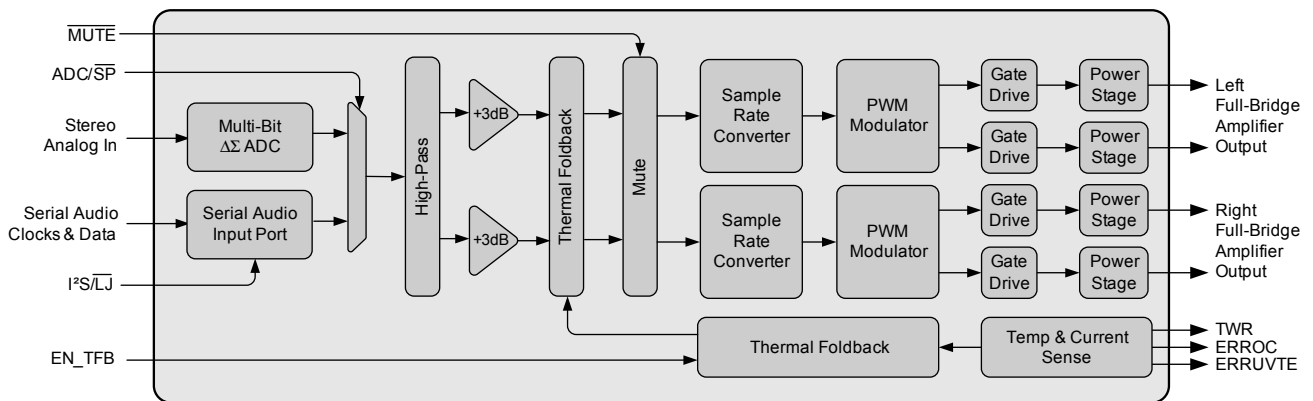 MUTE
ADC/SP
Stereo
Analog In
Serial Audio
Clocks & Data
I²S/LJ
EN_TFB
Multi-Bit
ΔΣ ADC
Serial Audio
Input Port
High-Pass
+3dB
+3dB
Thermal Foldback
Mute
Sample
Rate
Converter
PWM
Modulator
Gate
Drive
Power
Stage
Gate
Drive
Power
Stage
Left
Full-Bridge
Amplifier
Output
Sample
Rate
Converter
PWM
Modulator
Gate
Drive
Power
Stage
Gate
Drive
Power
Stage
Right
Full-Bridge
Amplifier
Output
Thermal Foldback
Temp & Current
Sense
TWR
ERROC
ERRUVTE